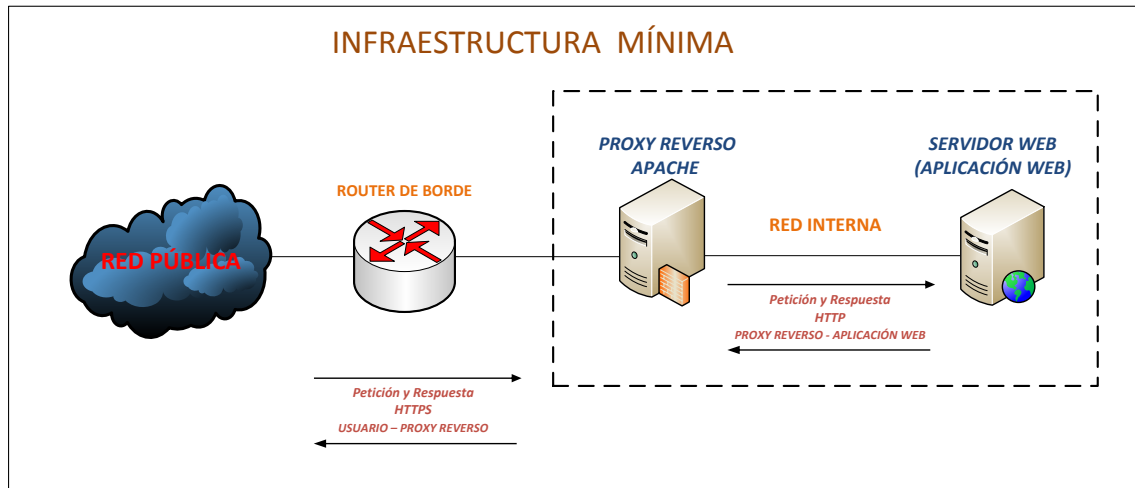 INFRAESTRUCTURA MÍNIMA
PROXY REVERSO
APACHE
SERVIDOR WEB
(APLICACIÓN WEB)
ROUTER DE BORDE
RED INTERNA
RED PÚBLICA
Petición y Respuesta
HTTP
PROXY REVERSO - APLICACIÓN WEB
Petición y Respuesta
HTTPS
USUARIO – PROXY REVERSO